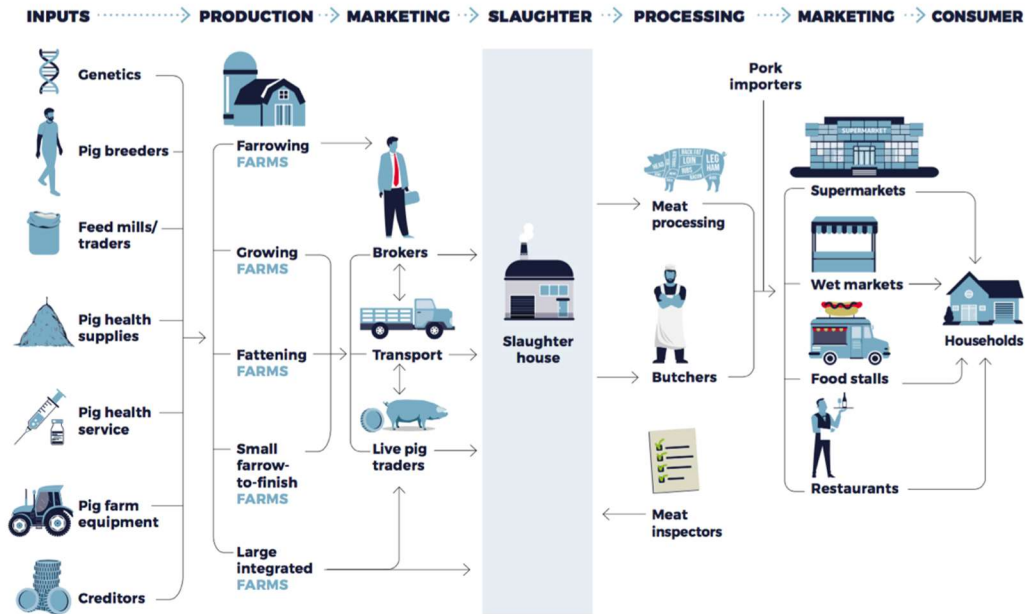 INPUTS
PRODUCTION
MARKETING
SLAUGHTER
PROCESSING
MARKETING
CONSUMER
Genetics
Pig breeders
Feed mills/
traders
Pig health
supplies
Pig health
service
Pig farm
equipment
Creditors
Farrowing
FARMS
Growing
FARMS
Fattening
FARMS
Small
farrow-
to-finish
FARMS
Large
integrated
FARMS
Brokers
Transport
Live pig
traders
Slaughter
house
LOIN
LEG
HAM
Meat
processing
Butchers
Meat
inspectors
Pork
importers
SUPERMARKET
Supermarkets
Wet markets
Food stalls
Restaurants
Households